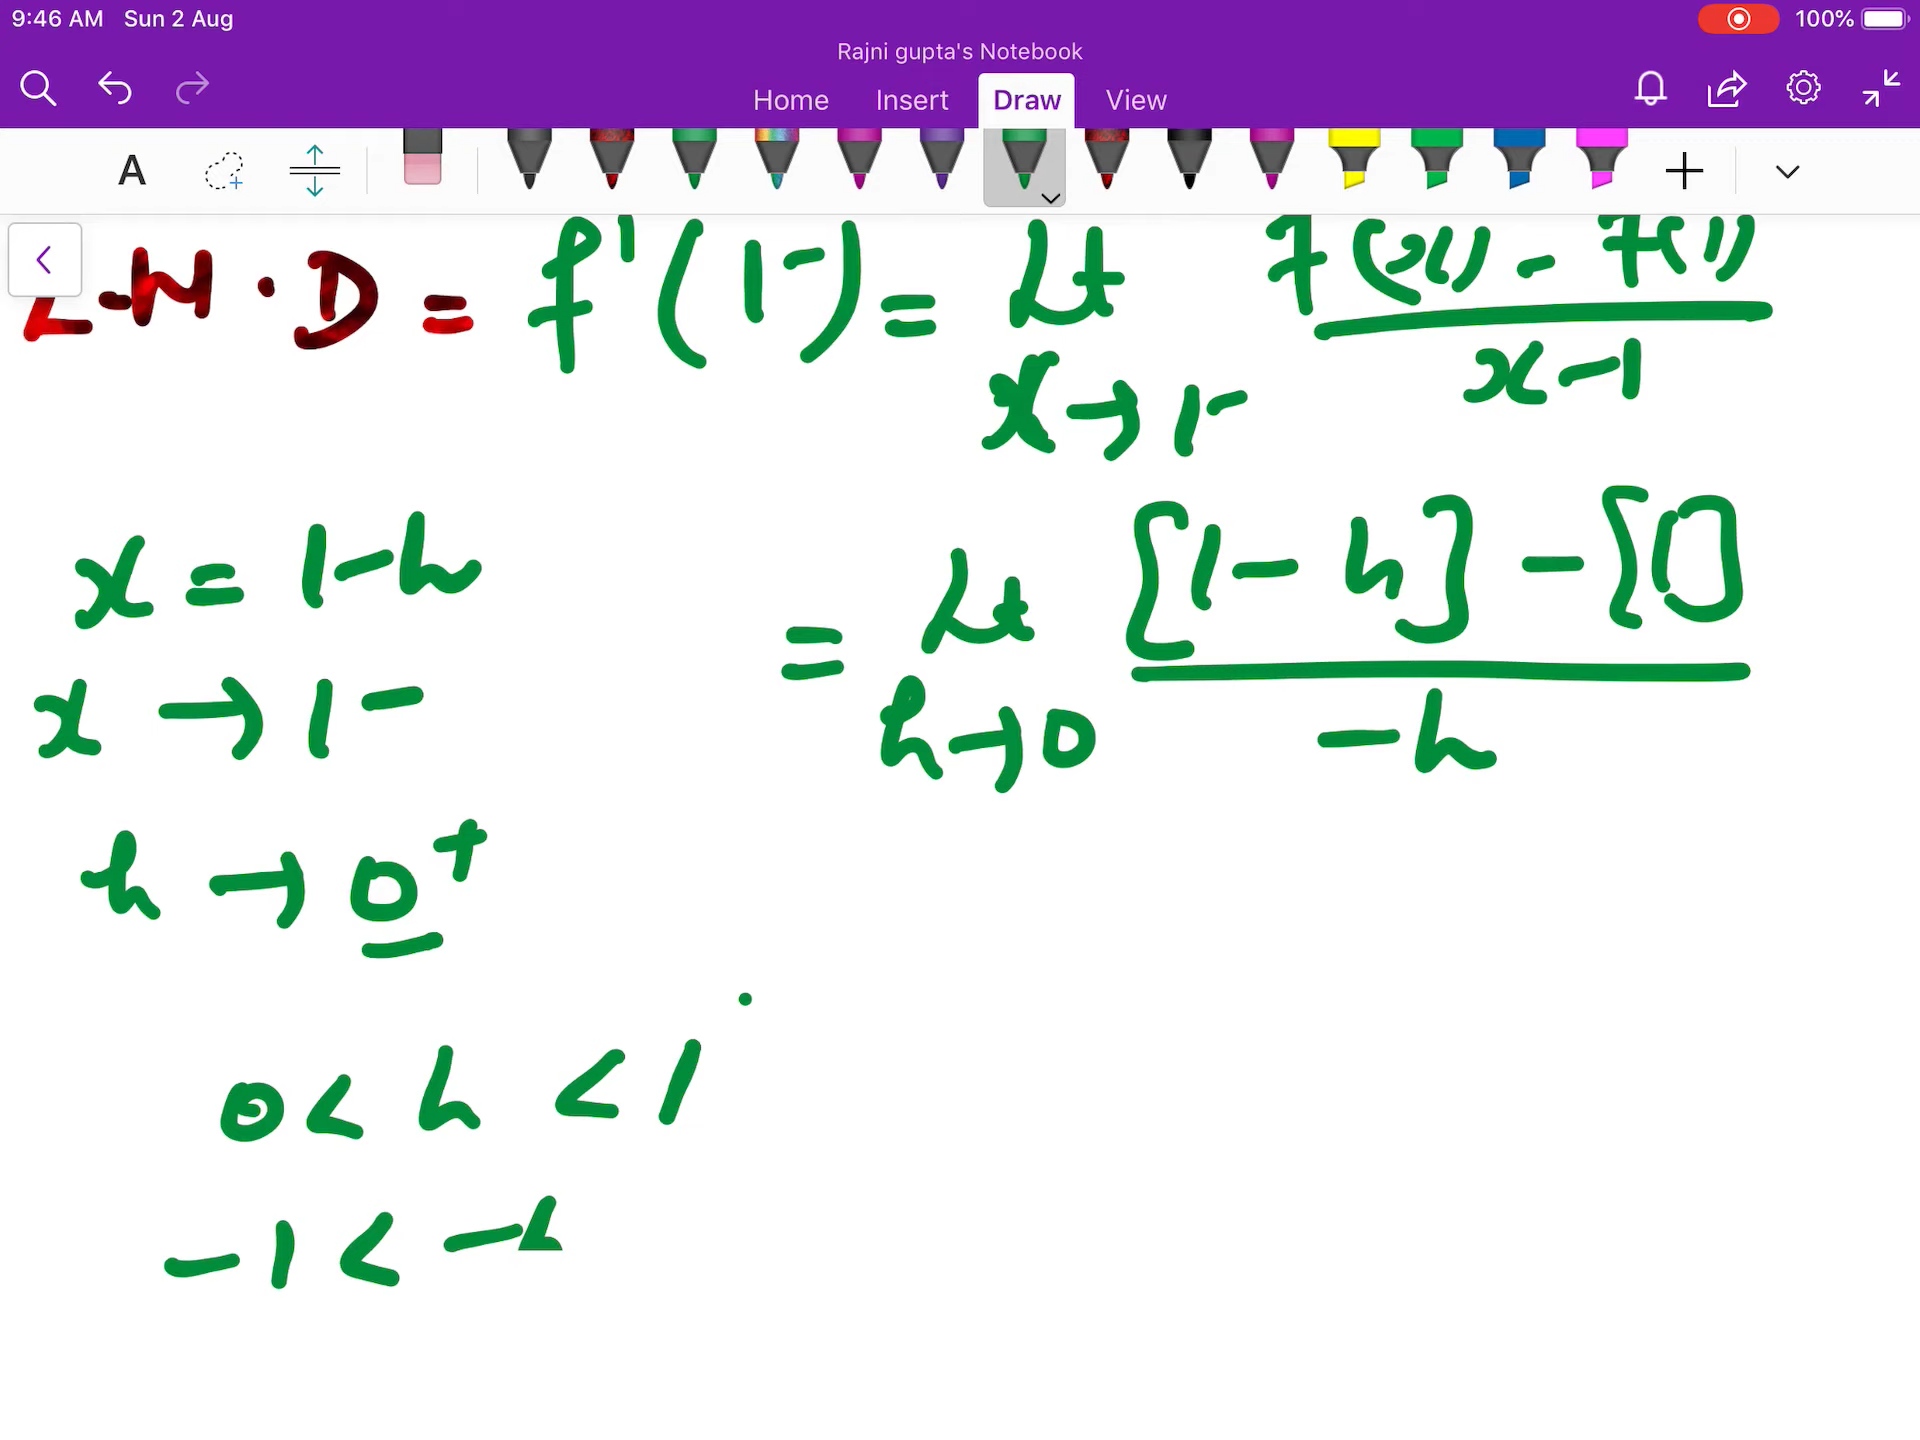 9:46 AM Sun 2 Aug 100%
Rajni gupta's Notebook
Home Insert Draw View
A
L.H.D = f'(1-) = Lt f(x) - f(1)
x→1- x-1
x = 1-h
= Lt [1-h] - [1]
x → 1-
h→0 -h
h → 0+
0 < h < 1
-1 < -h